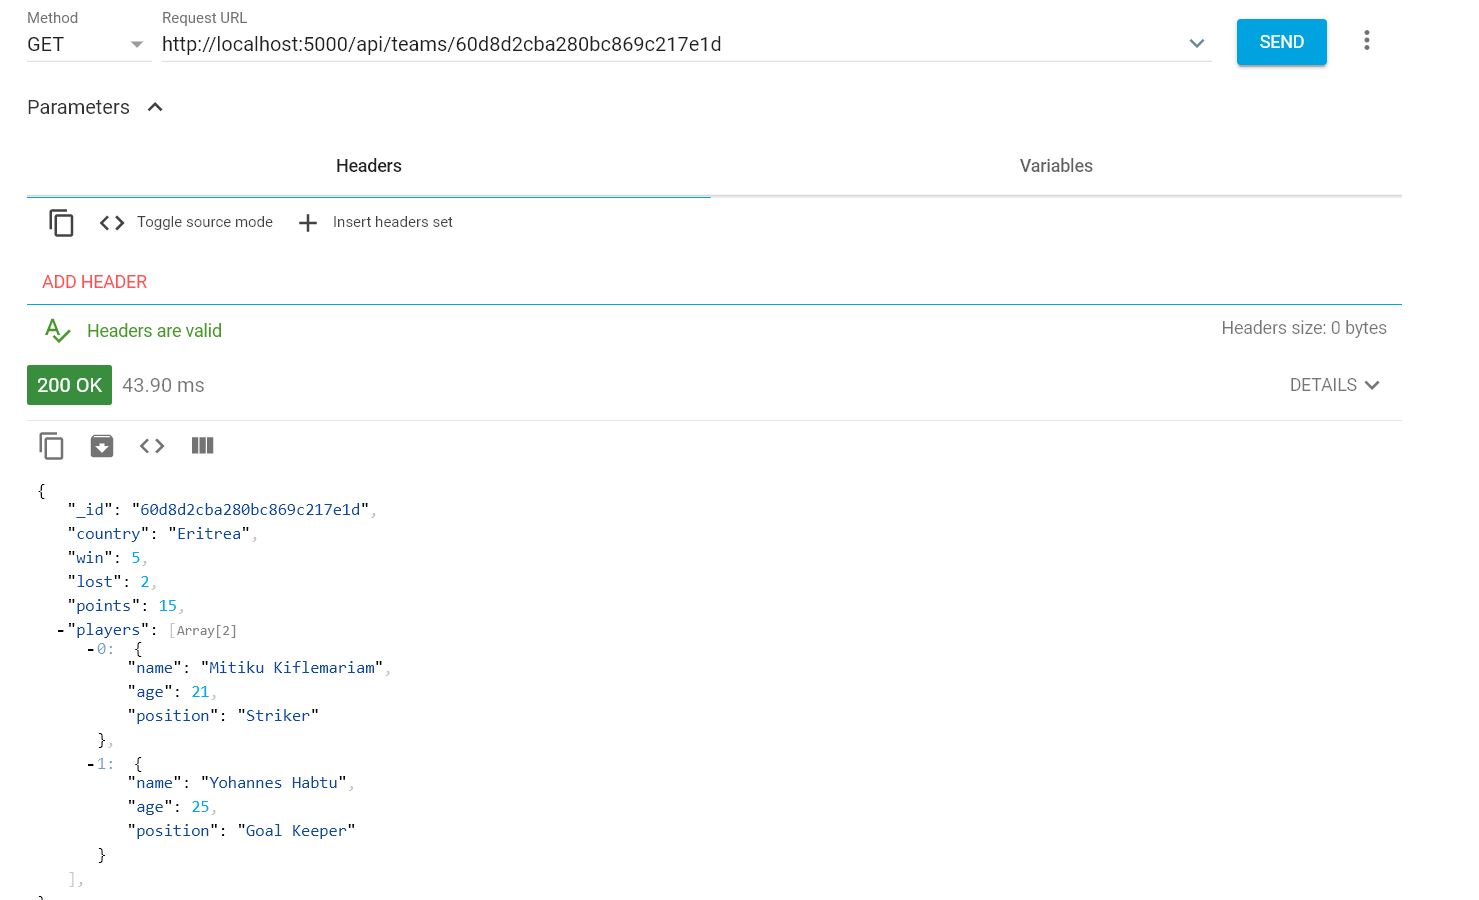 Method Request URL
GET http://localhost:5000/api/teams/60d8d2cba280bc869c217e1d SEND
Parameters
Headers Variables
Toggle source mode Insert headers set
ADD HEADER
Headers are valid Headers size: 0 bytes
200 OK 43.90 ms DETAILS
{
"_id": "60d8d2cba280bc869c217e1d",
"country": "Eritrea",
"win": 5,
"lost": 2,
"points": 15,
-"players": [Array[2]
-0: {
"name": "Mitiku Kiflemariam",
"age": 21,
"position": "Striker"
},
-1: {
"name": "Yohannes Habtu",
"age": 25,
"position": "Goal Keeper"
}
],
}